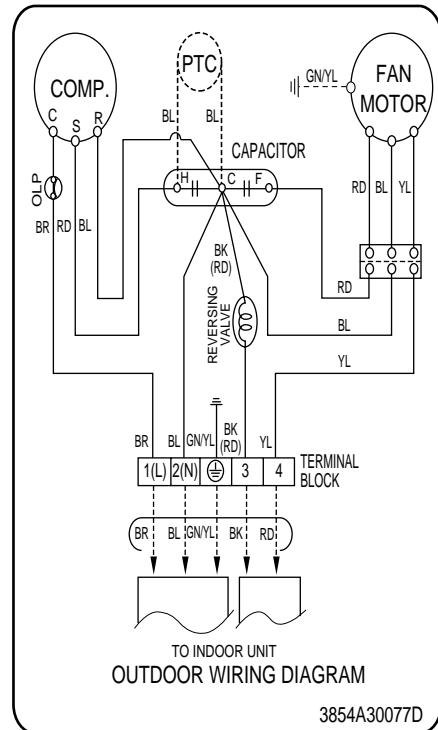 PTC
GN/YL
FAN
MOTOR
COMP.
C
S
R
BL
BL
CAPACITOR
H
C
F
OLP
BR
RD
BL
RD
BL
YL
BK
(RD)
RD
REVERSING
VALVE
BL
YL
BR
BL
GN/YL
BK
(RD)
YL
1(L)
2(N)
3
4
TERMINAL
BLOCK
BR
BL
GN/YL
BK
RD
TO INDOOR UNIT
OUTDOOR WIRING DIAGRAM
3854A30077D